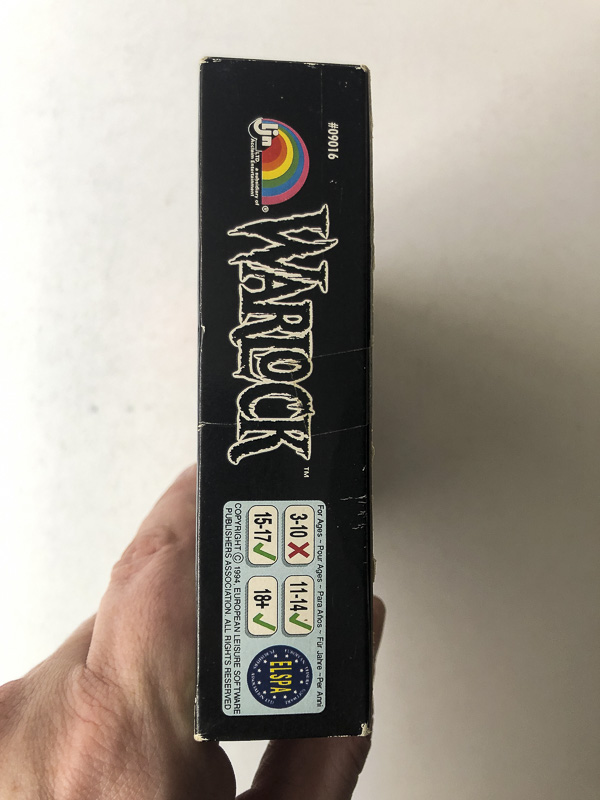 #09016
ljn
LTD. a subsidiary of
Acclaim Entertainment
®
WARLOCK
TM
For Ages ~ Pour Ages ~ Para Años ~ Für Jahre ~ Per Anni
3-10 11-14
15-17 18+
ELSPA
COPYRIGHT © 1994, EUROPEAN LEISURE SOFTWARE
PUBLISHERS ASSOCIATION. ALL RIGHTS RESERVED